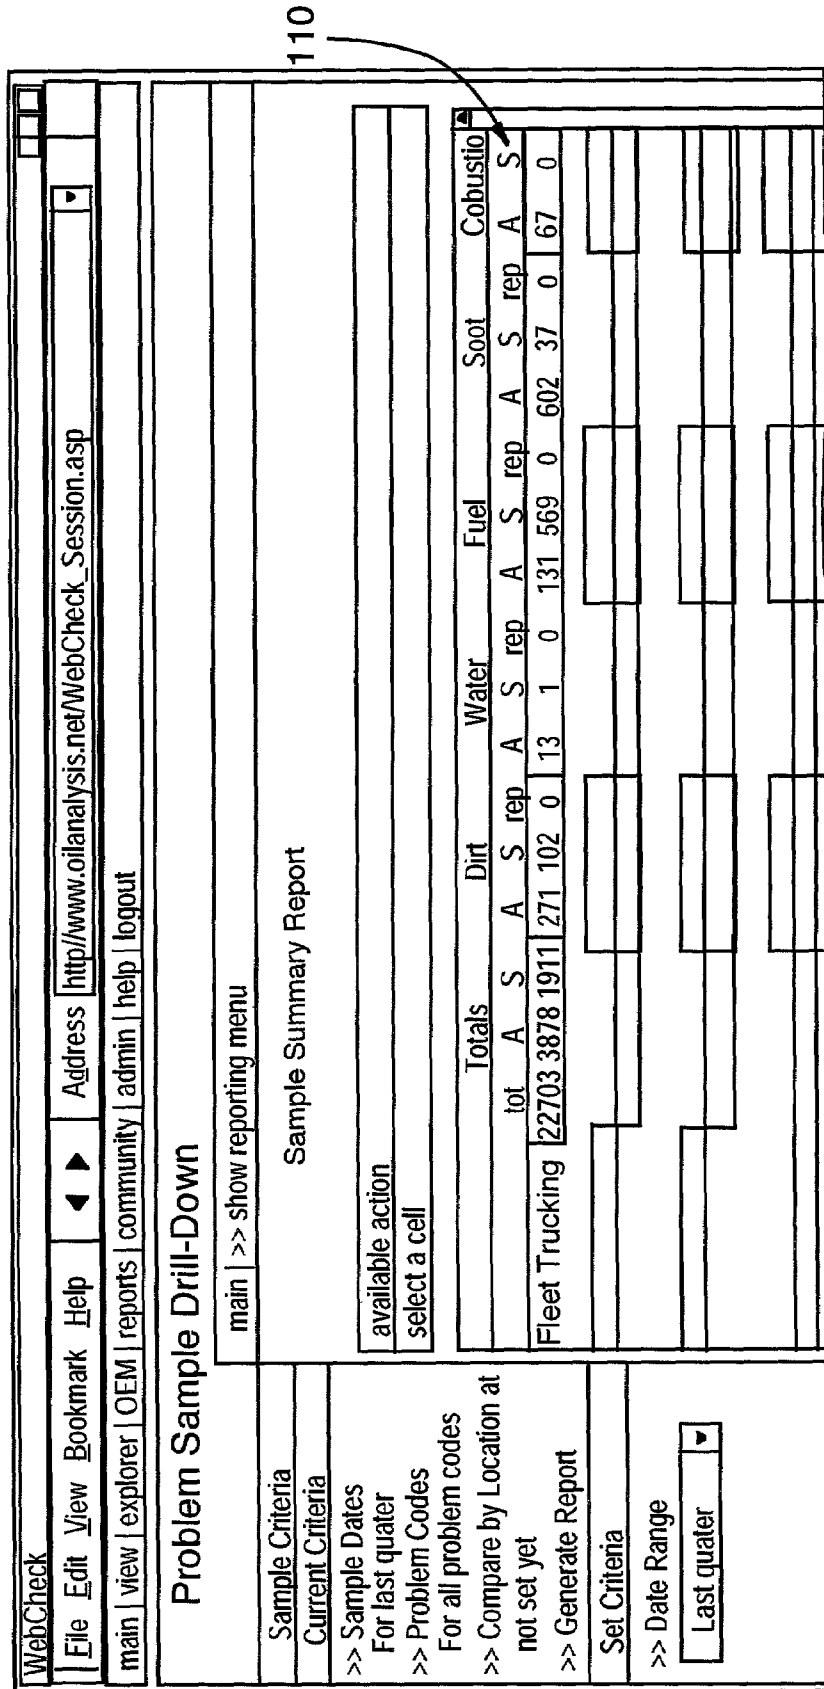 110
WebCheck
File Edit View Bookmark Help Address http//www.oilanalysis.net/WebCheck_Session.asp
main | view | explorer | OEM | reports | community | admin | help | logout
Problem Sample Drill-Down
main | >> show reporting menu
Sample Criteria
Current Criteria
>> Sample Dates
For last quater
>> Problem Codes
For all problem codes
>> Compare by Location at
not set yet
>> Generate Report
Set Criteria
>> Date Range
Last quater
Sample Summary Report
available action
select a cell
Totals Dirt Water Fuel Soot Cobustio
tot A S A S rep A S rep A S rep A S rep A S
Fleet Trucking 22703 3878 1911 271 102 0 13 1 0 131 569 0 602 37 0 67 0